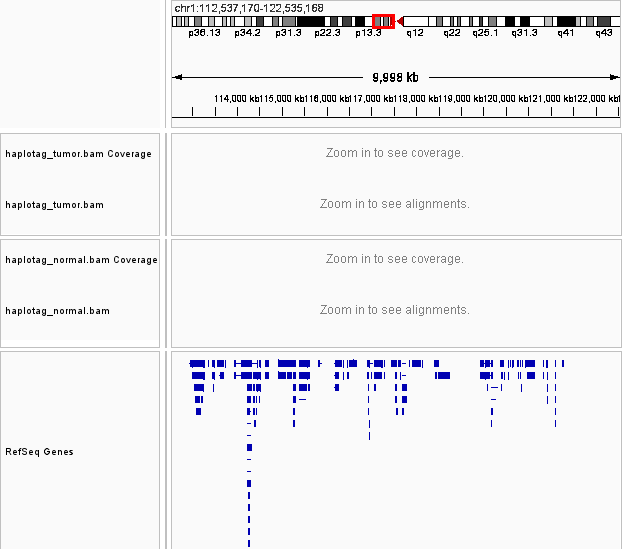 chr1:112,537,170-122,535,168
p36.13 p34.2 p31.3 p22.3 p13.3 q12 q22 q25.1 q31.3 q41 q43
9,998 kb
114,000 kb 115,000 kb 116,000 kb 117,000 kb 118,000 kb 119,000 kb 120,000 kb 121,000 kb 122,000 kb
haplotag_tumor.bam Coverage
Zoom in to see coverage.
haplotag_tumor.bam
Zoom in to see alignments.
haplotag_normal.bam Coverage
Zoom in to see coverage.
haplotag_normal.bam
Zoom in to see alignments.
RefSeq Genes